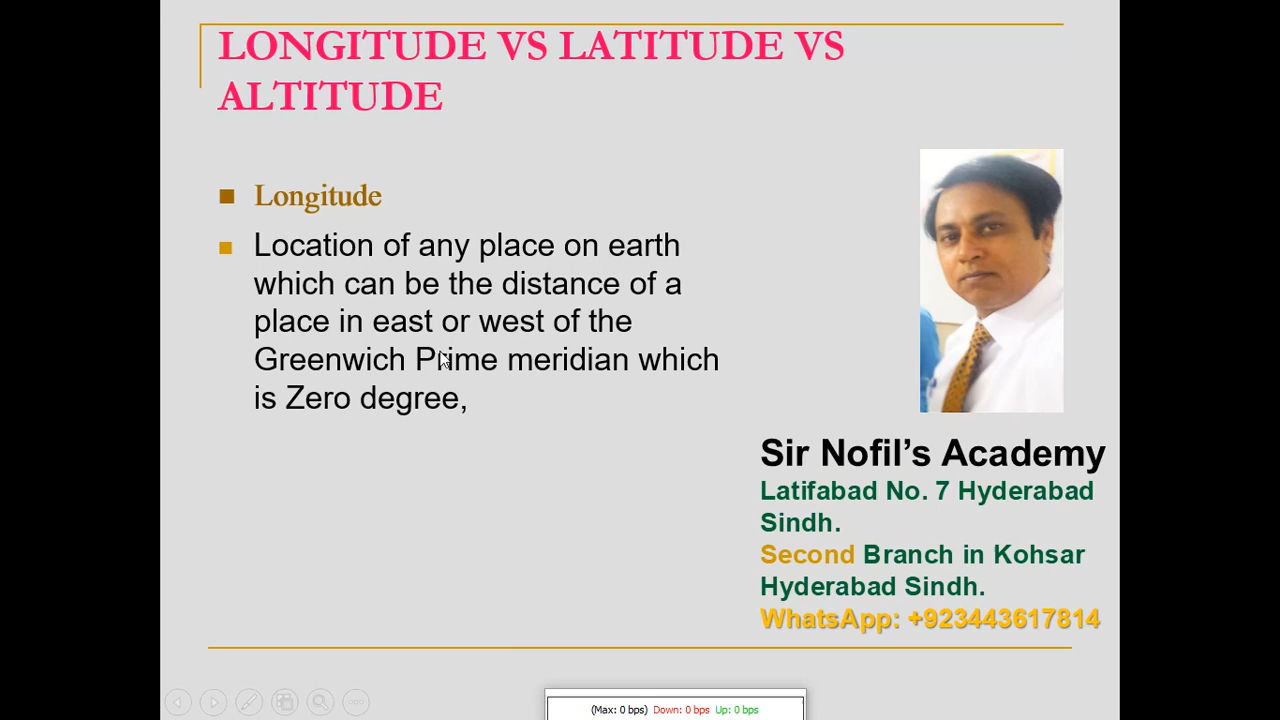 LONGITUDE VS LATITUDE VS
ALTITUDE
Longitude
Location of any place on earth
which can be the distance of a
place in east or west of the
Greenwich Prime meridian which
is Zero degree,
Sir Nofil’s Academy
Latifabad No. 7 Hyderabad
Sindh.
Second Branch in Kohsar
Hyderabad Sindh.
WhatsApp: +923443617814
(Max: 0 bps) Down: 0 bps Up: 0 bps